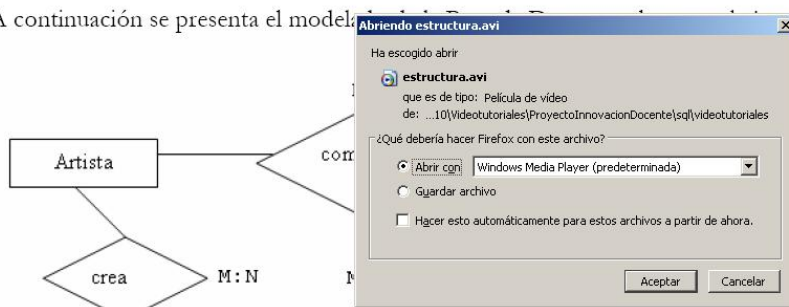 A continuación se presenta el
Abriendo estructura.avi
Ha escogido abrir
estructura.avi
que es de tipo: Película de vídeo
de: ...10\Videotutoriales\ProyectoInnovacionDocente\sql\videotutoriales
¿Qué debería hacer Firefox con este archivo?
Abrir con Windows Media Player (predeterminada)
Guardar archivo
Hacer esto automáticamente para estos archivos a partir de ahora.
Aceptar Cancelar
Artista
com
crea M:N